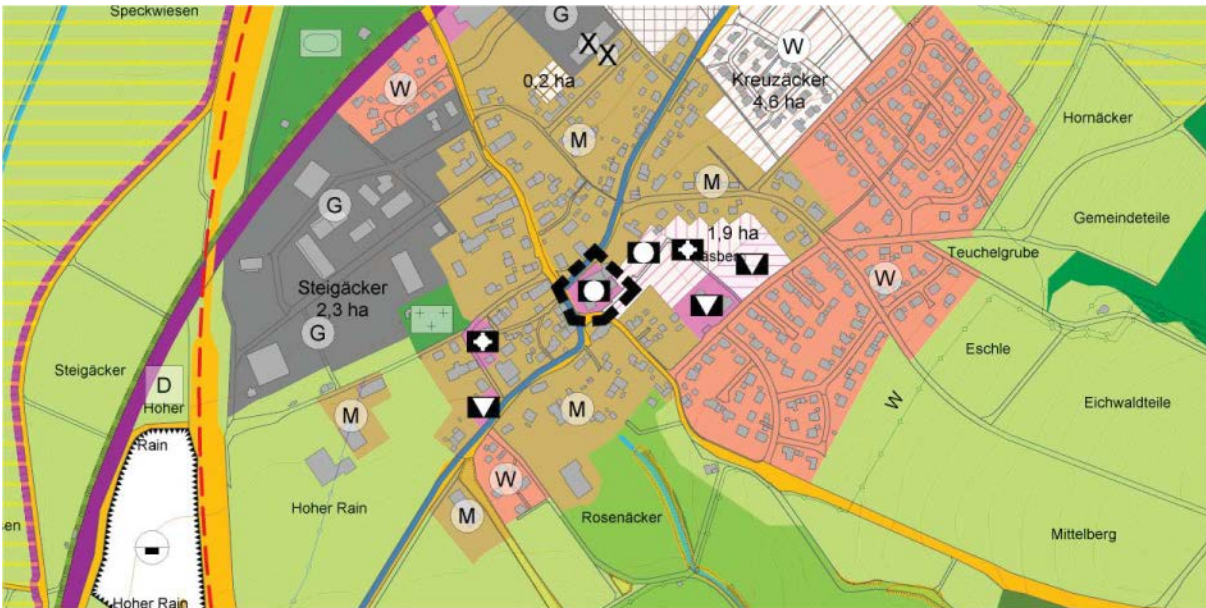 Speckwiesen
G
X
X
W
Kreuzäcker
4,6 ha
W
0,2 ha
M
Hornäcker
M
G
1,9 ha
Gemeindeteile
Teuchelgrube
W
Steigäcker
2,3 ha
G
Eschle
Steigäcker
D
Hoher
Rain
M
M
W
Eichwaldteile
W
Hoher Rain
M
Rosenäcker
Mittelberg
Hoher Rain